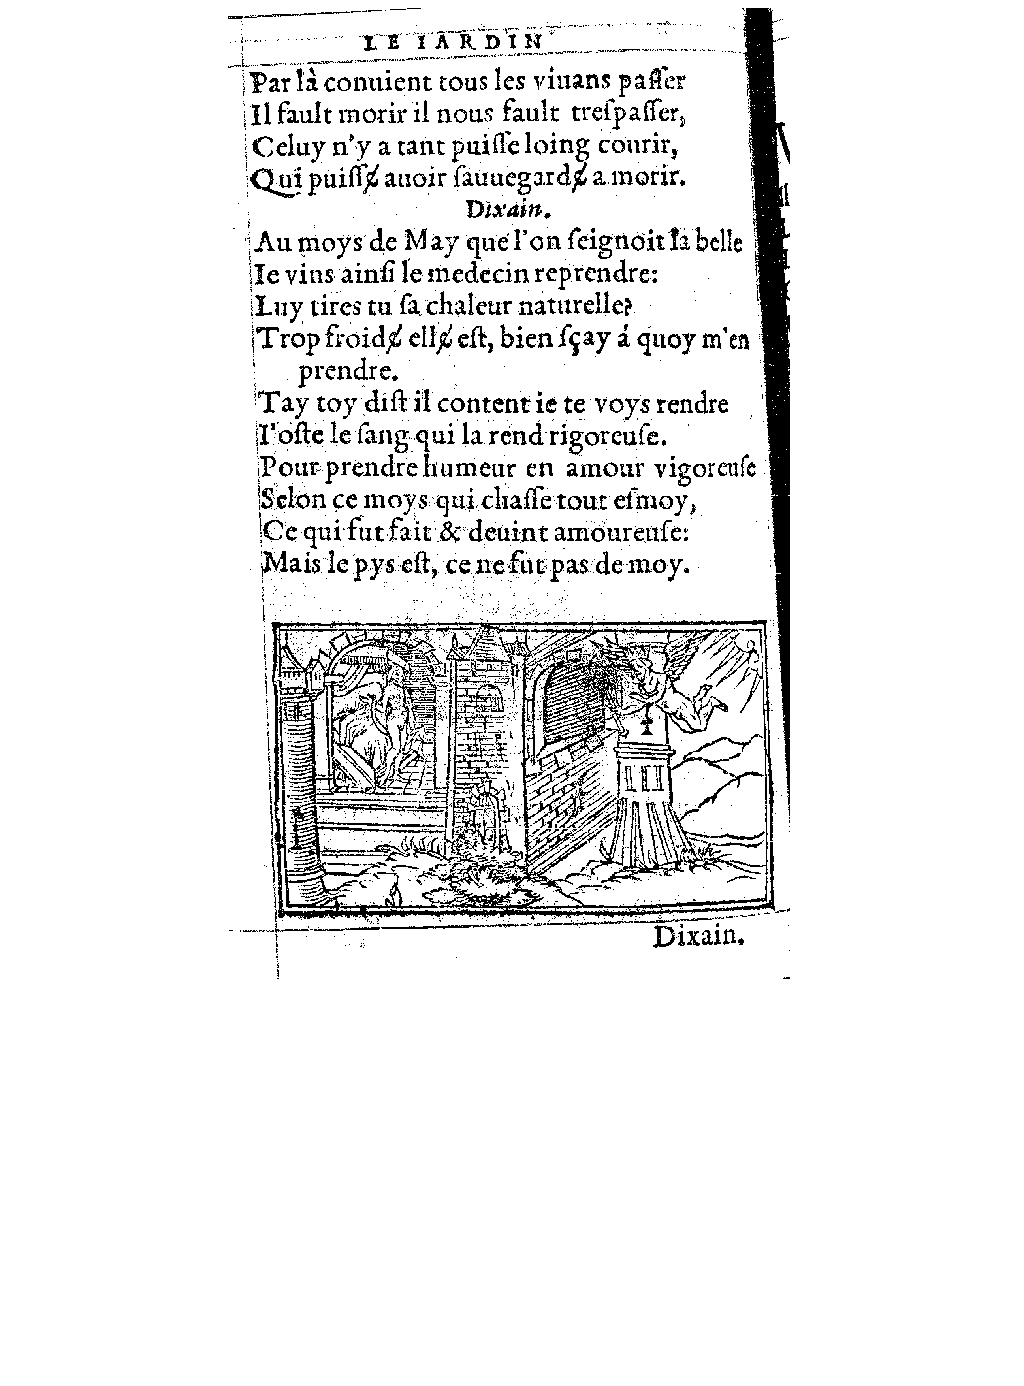 LE IARDIN
Par là conuient tous les viuans paſſer
Il fault morir il nous fault treſpaſſer,
Celuy n'y a tant puiſſe loing courir,
Qui puiſſɇ auoir ſauuegardɇ a morir.
Dixain.
Au moys de May que l'on ſeignoit la belle
Ie vins ainſi le medecin reprendre:
Luy tires tu ſa chaleur naturelle?
Trop froidɇ ellɇ eſt, bien ſçay á quoy m'en
prendre.
Tay toy diſt il content ie te voys rendre
I'oſte le ſang qui la rend rigoreuſe.
Pour prendre humeur en amour vigoreuſe
Selon ce moys qui chaſſe tout eſmoy,
Ce qui fut fait & deuint amoureuſe:
Mais le pys eſt, ce ne fut pas de moy.
Dixain.